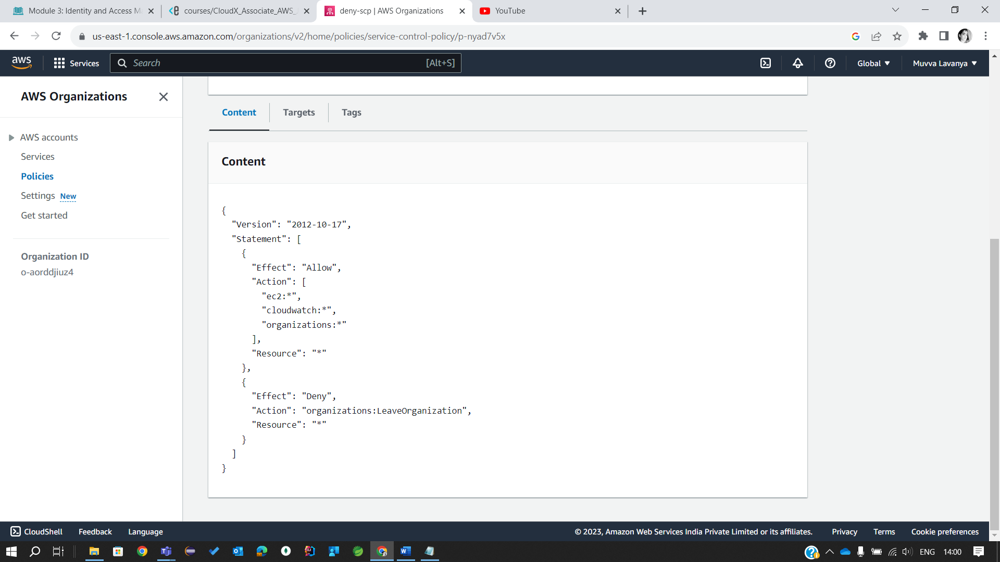 Module 3: Identity and Access Ma
courses/CloudX_Associate_AWS_
deny-scp | AWS Organizations
YouTube
us-east-1.console.aws.amazon.com/organizations/v2/home/policies/service-control-policy/p-nyad7v5x
aws
Services
Search
[Alt+S]
Global
Muvva Lavanya
AWS Organizations
AWS accounts
Services
Policies
Settings New
Get started
Organization ID
o-aorddjiuz4
Content
Targets
Tags
Content
{
"Version": "2012-10-17",
"Statement": [
{
"Effect": "Allow",
"Action": [
"ec2:*",
"cloudwatch:*",
"organizations:*"
],
"Resource": "*"
},
{
"Effect": "Deny",
"Action": "organizations:LeaveOrganization",
"Resource": "*"
}
]
}
CloudShell
Feedback
Language
© 2023, Amazon Web Services India Private Limited or its affiliates.
Privacy
Terms
Cookie preferences
ENG
14:00